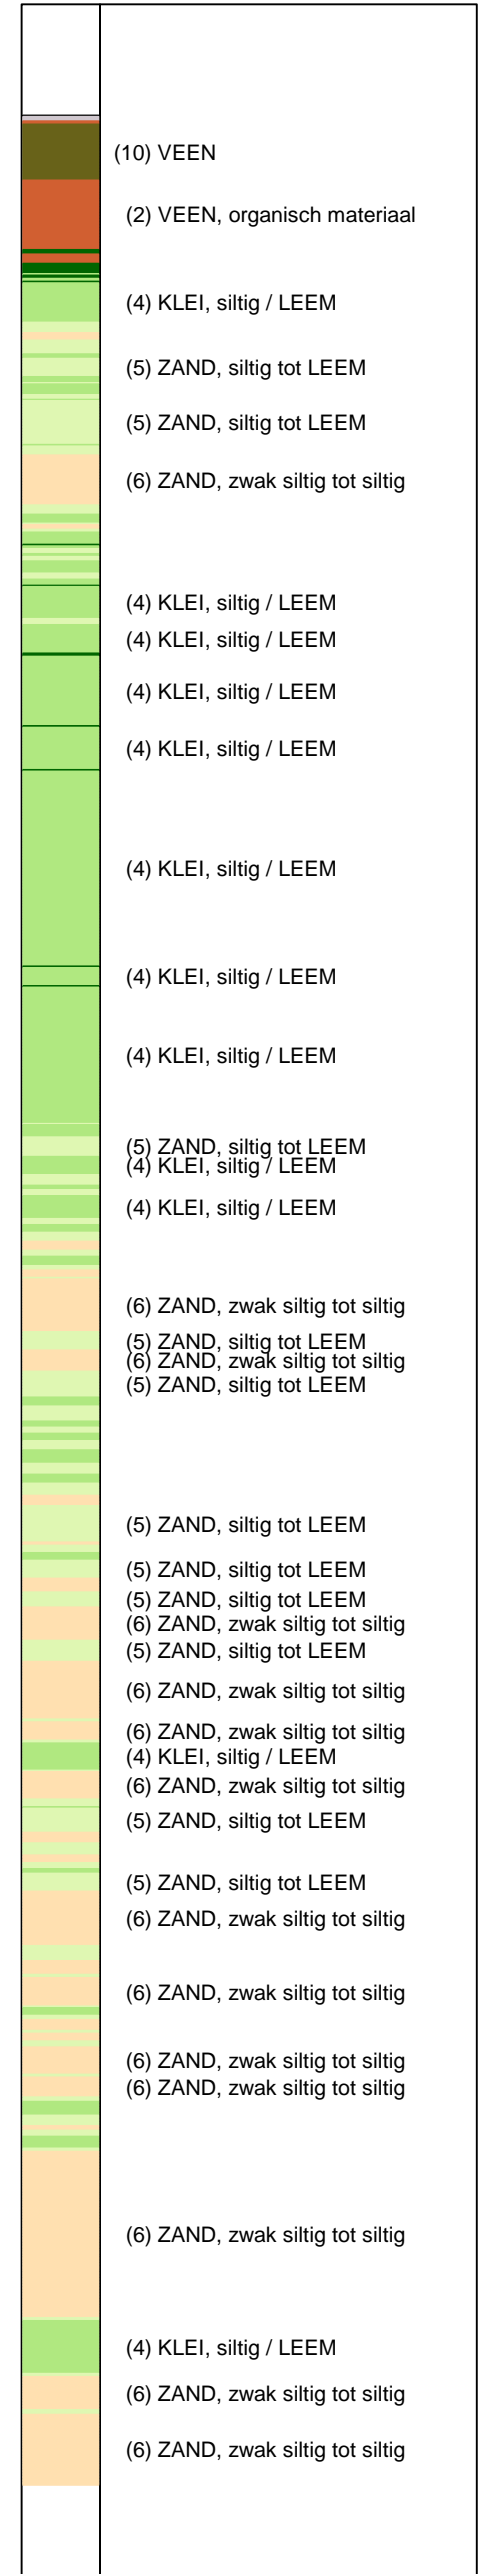 (10) VEEN
(2) VEEN, organisch materiaal
(4) KLEI, siltig / LEEM
(5) ZAND, siltig tot LEEM
(5) ZAND, siltig tot LEEM
(6) ZAND, zwak siltig tot siltig
(4) KLEI, siltig / LEEM
(4) KLEI, siltig / LEEM
(4) KLEI, siltig / LEEM
(4) KLEI, siltig / LEEM
(4) KLEI, siltig / LEEM
(4) KLEI, siltig / LEEM
(4) KLEI, siltig / LEEM
(5) ZAND, siltig tot LEEM
(4) KLEI, siltig / LEEM
(4) KLEI, siltig / LEEM
(6) ZAND, zwak siltig tot siltig
(5) ZAND, siltig tot LEEM
(6) ZAND, zwak siltig tot siltig
(5) ZAND, siltig tot LEEM
(5) ZAND, siltig tot LEEM
(5) ZAND, siltig tot LEEM
(5) ZAND, siltig tot LEEM
(6) ZAND, zwak siltig tot siltig
(5) ZAND, siltig tot LEEM
(6) ZAND, zwak siltig tot siltig
(6) ZAND, zwak siltig tot siltig
(4) KLEI, siltig / LEEM
(6) ZAND, zwak siltig tot siltig
(5) ZAND, siltig tot LEEM
(5) ZAND, siltig tot LEEM
(6) ZAND, zwak siltig tot siltig
(6) ZAND, zwak siltig tot siltig
(6) ZAND, zwak siltig tot siltig
(6) ZAND, zwak siltig tot siltig
(6) ZAND, zwak siltig tot siltig
(4) KLEI, siltig / LEEM
(6) ZAND, zwak siltig tot siltig
(6) ZAND, zwak siltig tot siltig